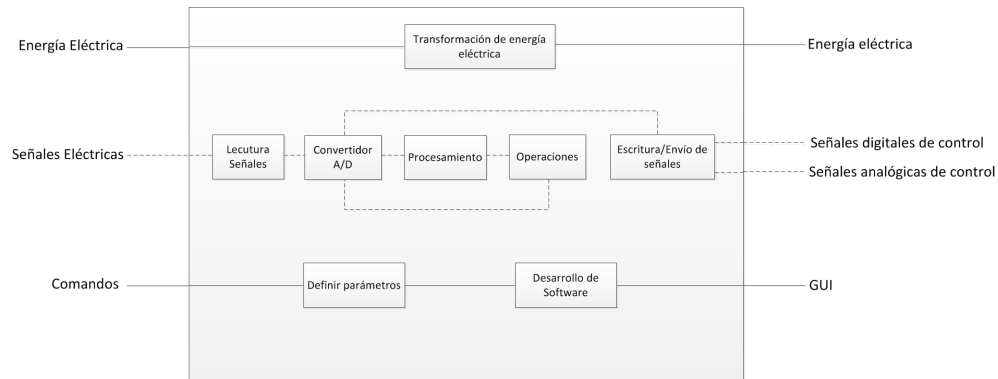 Energía Eléctrica
Transformación de energía
eléctrica
Energía eléctrica
Señales Eléctricas
Lecutura
Señales
Convertidor
A/D
Procesamiento
Operaciones
Escritura/Envío de
señales
Señales digitales de control
Señales analógicas de control
Comandos
Definir parámetros
Desarrollo de
Software
GUI